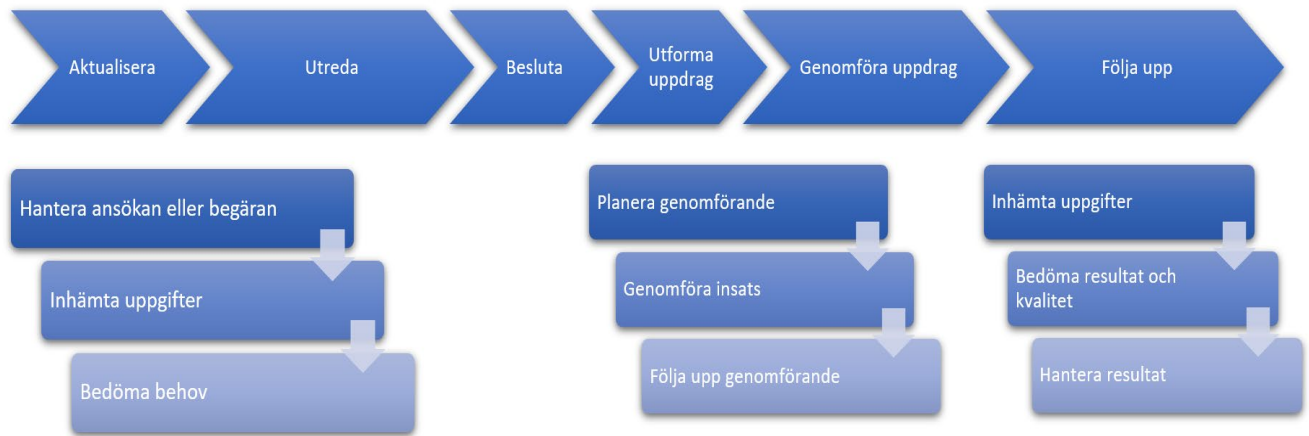 Aktualisera
Utreda
Besluta
Utforma
uppdrag
Genomföra uppdrag
Följa upp
Hantera ansökan eller begäran
Inhämta uppgifter
Bedöma behov
Planera genomförande
Genomföra insats
Följa upp genomförande
Inhämta uppgifter
Bedöma resultat och
kvalitet
Hantera resultat